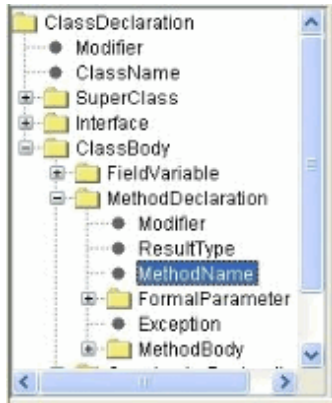 ClassDeclaration
Modifier
ClassName
SuperClass
Interface
ClassBody
FieldVariable
MethodDeclaration
Modifier
ResultType
MethodName
FormalParameter
Exception
MethodBody